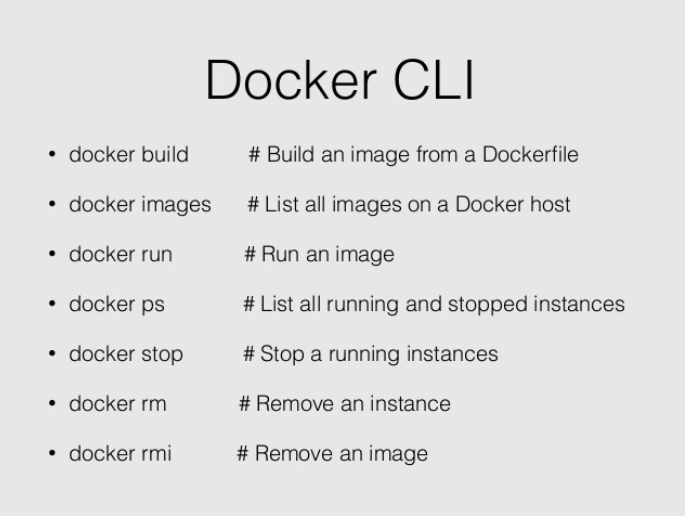 Docker CLI
• docker build # Build an image from a Dockerfile
• docker images # List all images on a Docker host
• docker run # Run an image
• docker ps # List all running and stopped instances
• docker stop # Stop a running instances
• docker rm # Remove an instance
• docker rmi # Remove an image